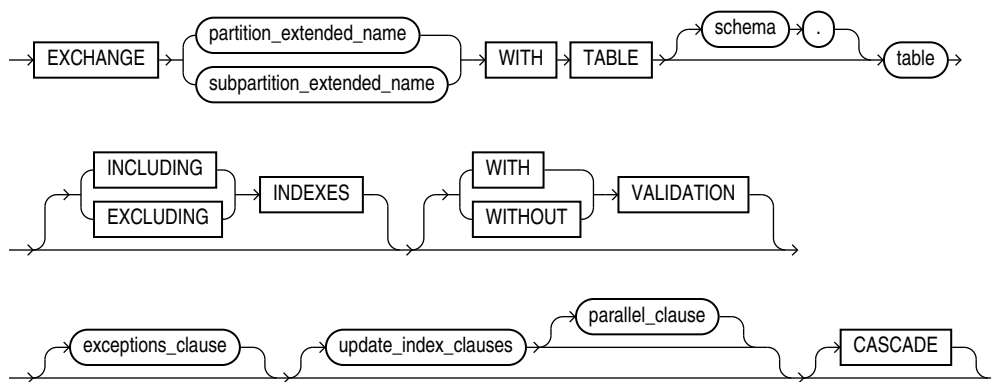 EXCHANGE partition_extended_name subpartition_extended_name WITH TABLE schema . table
INCLUDING EXCLUDING INDEXES WITH WITHOUT VALIDATION
exceptions_clause update_index_clauses parallel_clause CASCADE